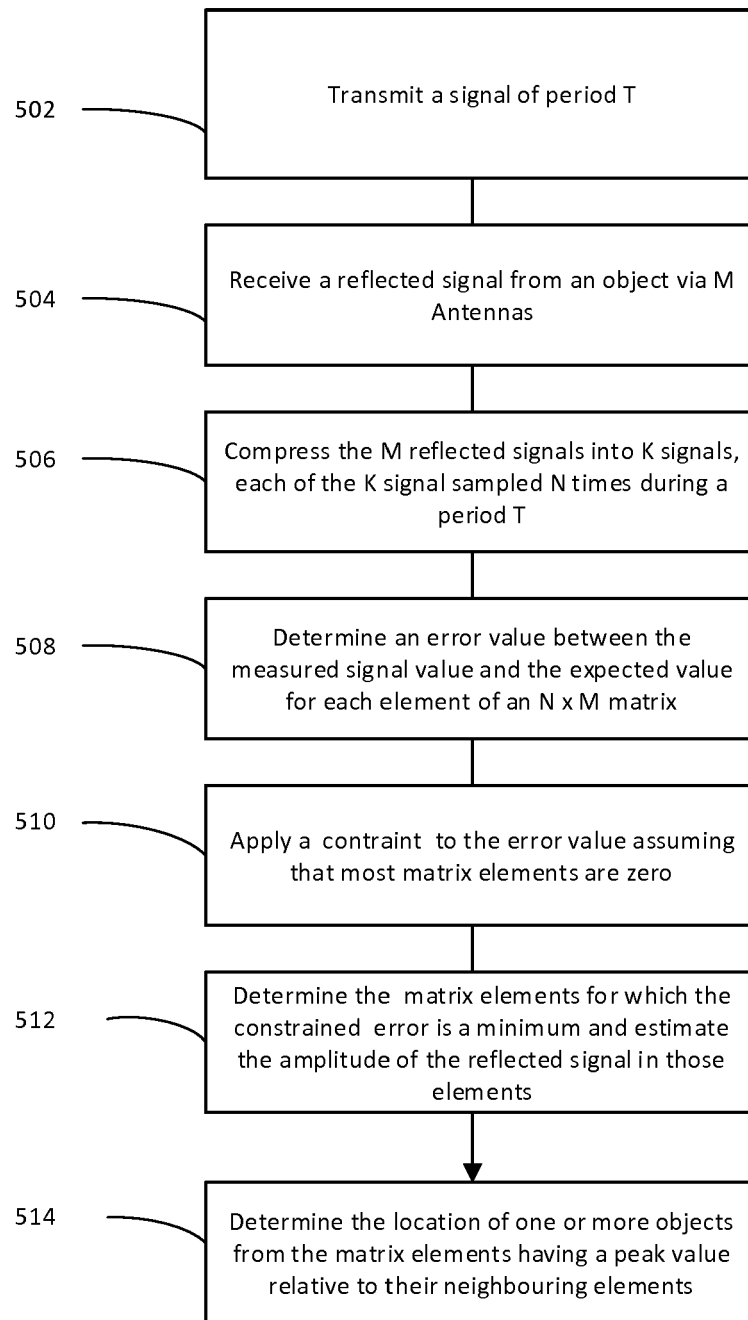 502
Transmit a signal of period T
504
Receive a reflected signal from an object via M
Antennas
506
Compress the M reflected signals into K signals,
each of the K signal sampled N times during a
period T
508
Determine an error value between the
measured signal value and the expected value
for each element of an N x M matrix
510
Apply a contraint to the error value assuming
that most matrix elements are zero
512
Determine the matrix elements for which the
constrained error is a minimum and estimate
the amplitude of the reflected signal in those
elements
514
Determine the location of one or more objects
from the matrix elements having a peak value
relative to their neighbouring elements